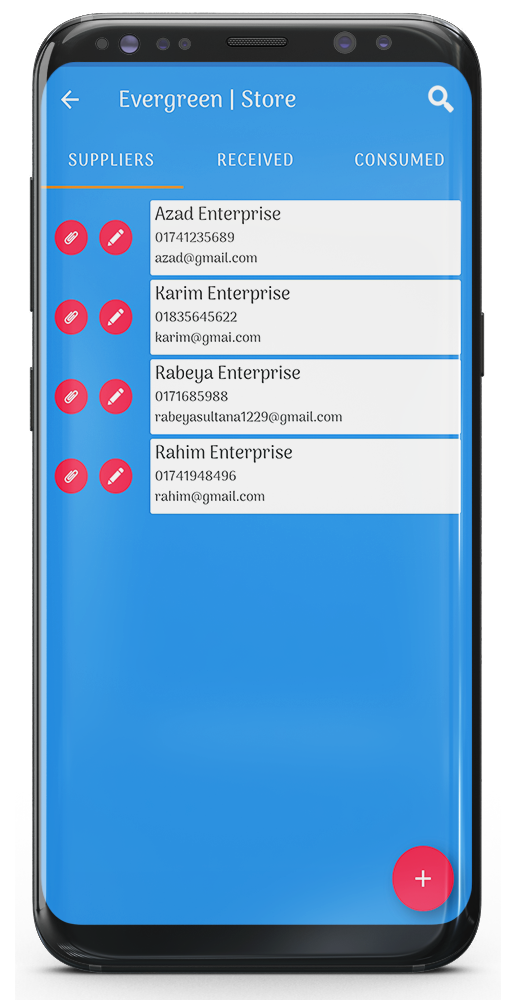 Evergreen | Store
SUPPLIERS RECEIVED CONSUMED
Azad Enterprise
01741235689
azad@gmail.com
Karim Enterprise
01835645622
karim@gmai.com
Rabeya Enterprise
0171685988
rabeyasultana1229@gmail.com
Rahim Enterprise
01741948496
rahim@gmail.com